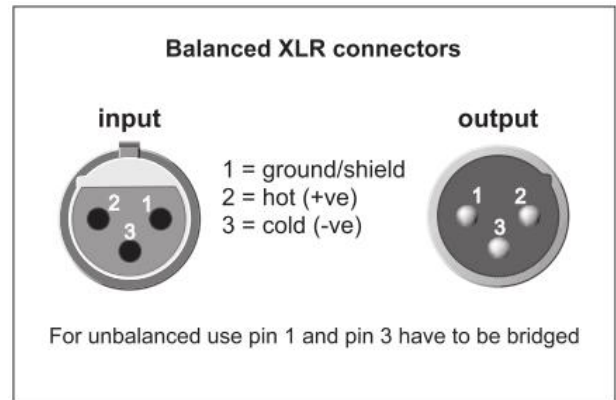 Balanced XLR connectors
input
output
2 1
3
1 = ground/shield
2 = hot (+ve)
3 = cold (-ve)
1 2
3
For unbalanced use pin 1 and pin 3 have to be bridged